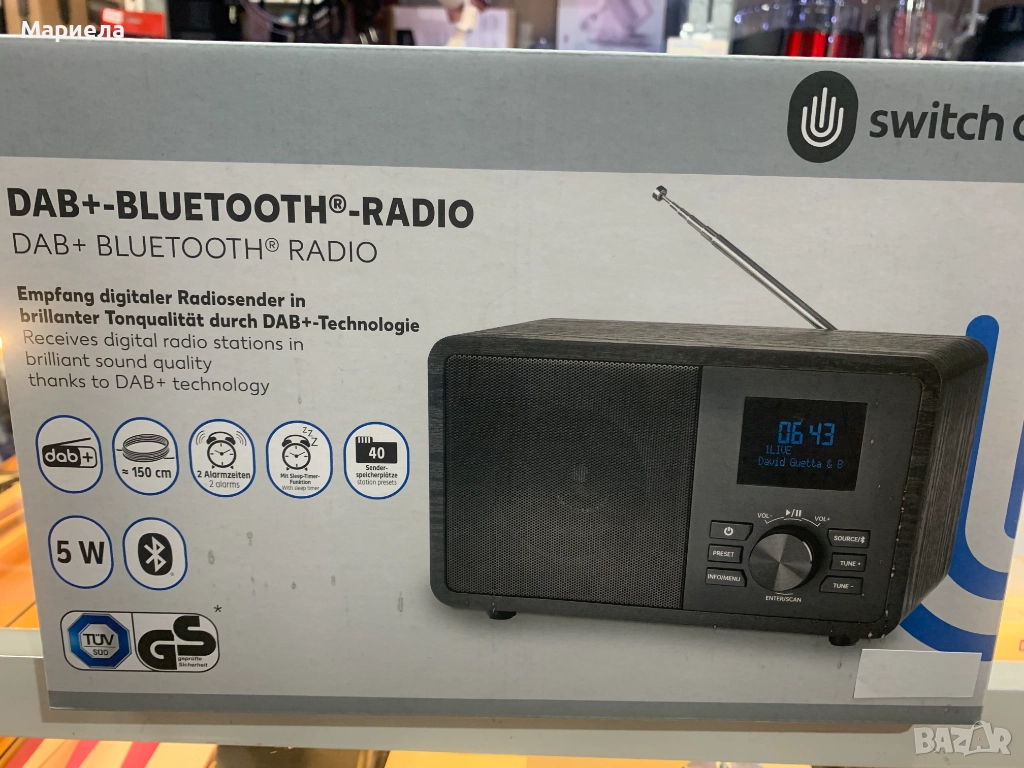 Мариела
switch
DAB+-BLUETOOTH®-RADIO
DAB+ BLUETOOTH® RADIO
Empfang digitaler Radiosender in
brillanter Tonqualität durch DAB+-Technologie
Receives digital radio stations in
brilliant sound quality
thanks to DAB+ technology
dab+
≈ 150 cm
2 Alarmzeiten
2 alarms
ZZZ
Mit Sleep-Timer-
Funktion
With sleep timer
40
Sender-
speicherplätze
station presets
5 W
TÜV
SÜD
GS
geprüfte
Sicherheit
*
06 43
1LIVE
David Guetta & B
VOL-
VOL+
PRESET
INFO/MENU
SOURCE/
TUNE +
TUNE -
ENTER/SCAN
BAZAR